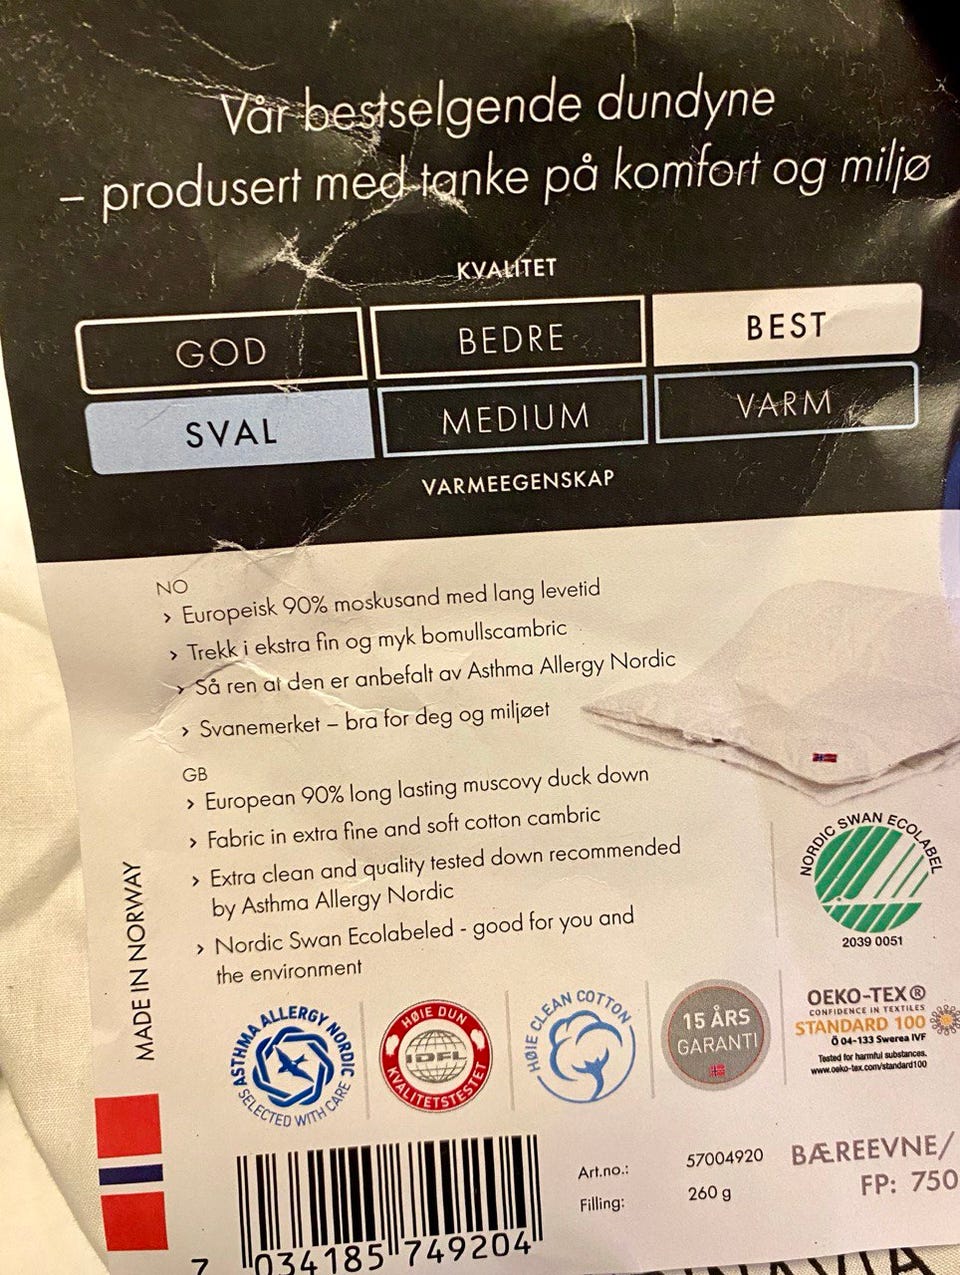 Vår bestselgende dundyne
– produsert med tanke på komfort og miljø
KVALITET
GOD BEDRE BEST
SVAL MEDIUM VARM
VARMEEGENSKAP
NO
› Europeisk 90% moskusand med lang levetid
› Trekk i ekstra fin og myk bomullscambric
› Så ren at den er anbefalt av Asthma Allergy Nordic
› Svanemerket – bra for deg og miljøet
GB
› European 90% long lasting muscovy duck down
› Fabric in extra fine and soft cotton cambric
› Extra clean and quality tested down recommended
by Asthma Allergy Nordic
› Nordic Swan Ecolabeled - good for you and
the environment
MADE IN NORWAY
NORDIC SWAN ECOLABEL
2039 0051
ASTHMA ALLERGY NORDIC
SELECTED WITH CARE
HØIE DUN
IDFL
KVALITETSTESTET
HØIE CLEAN COTTON
15 ÅRS
GARANTI
OEKO-TEX®
CONFIDENCE IN TEXTILES
STANDARD 100
Ö 04-133 Swerea IVF
Tested for harmful substances.
www.oeko-tex.com/standard100
Art.no.: 57004920
Filling: 260 g
BÆREEVNE/
FP: 750
7 034185 749204